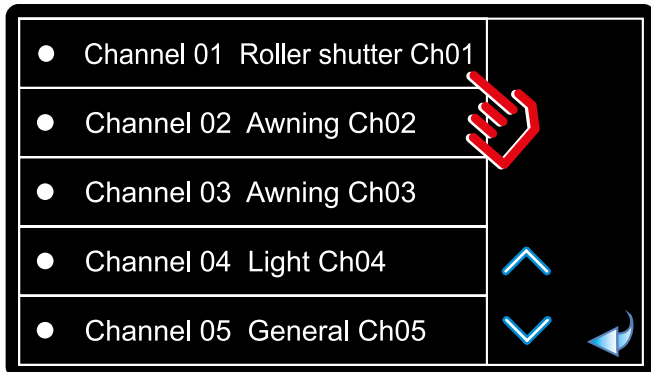 Channel 01 Roller shutter Ch01
Channel 02 Awning Ch02
Channel 03 Awning Ch03
Channel 04 Light Ch04
Channel 05 General Ch05